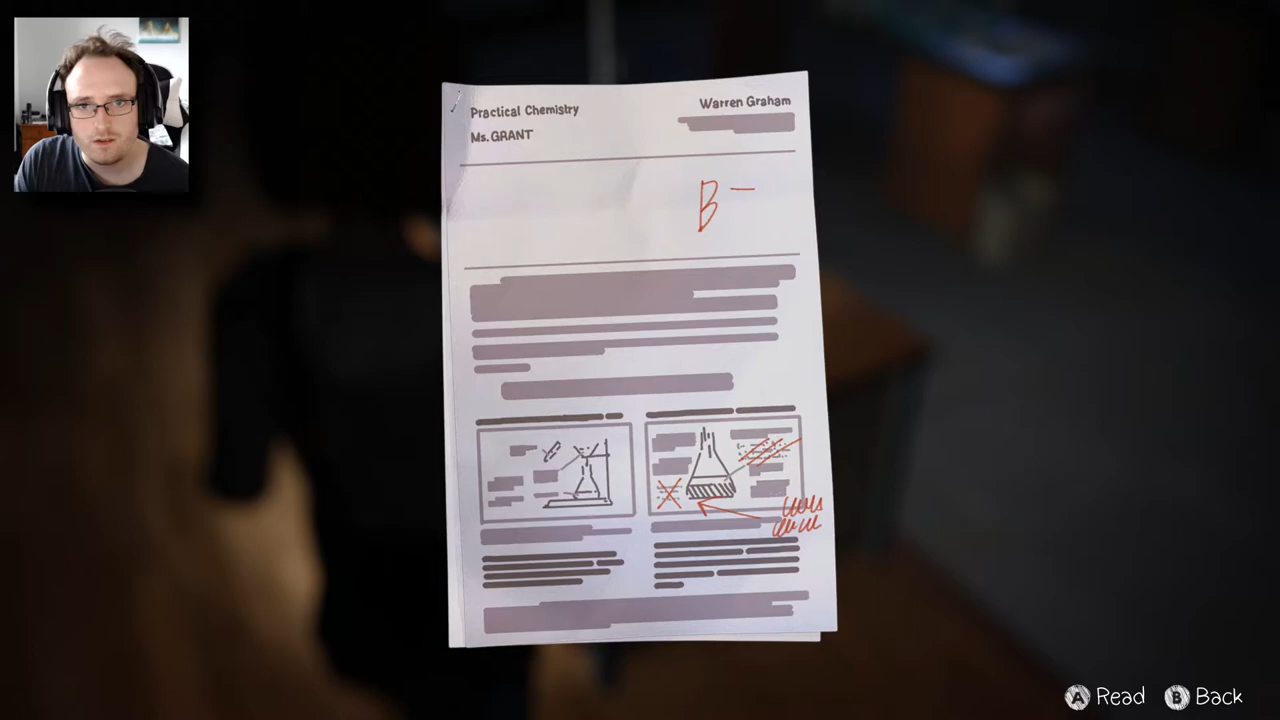 Practical Chemistry
Warren Graham
Ms. GRANT
B-
A Read B Back